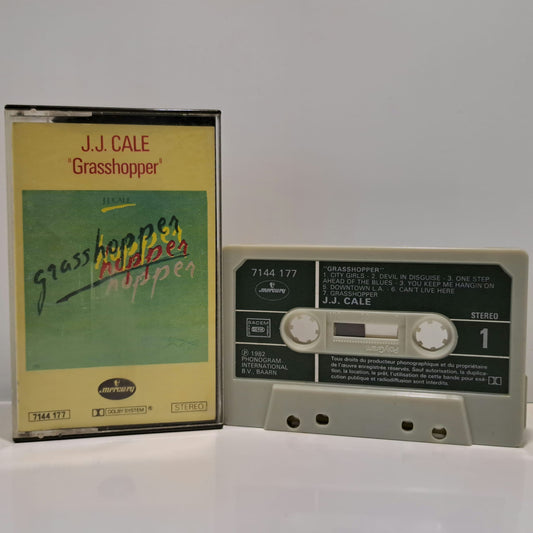 J.J. CALE
"Grasshopper"
J.J. CALE
grasshopper
hopper
hopper
hopper
mercury
7144 177
DOLBY SYSTEM ®
STEREO
7144 177
mercury
"GRASSHOPPER"
1. CITY GIRLS - 2. DEVIL IN DISGUISE - 3. ONE STEP
AHEAD OF THE BLUES - 3. YOU KEEP ME HANGIN ON
5. DOWNTOWN L.A. - 6. CAN'T LIVE HERE
7. GRASSHOPPER
J.J. CALE
STEREO
1
SACEM
℗ 1982
PHONOGRAM
INTERNATIONAL
B.V. BAARN
Tous droits du producteur phonographique et du propriétaire
de l'œuvre enregistrée réservés. Sauf autorisation, la duplica-
tion, la location, le prêt, l'utilisation de cette bande pour exé-
cution publique et radiodiffusion sont interdits.